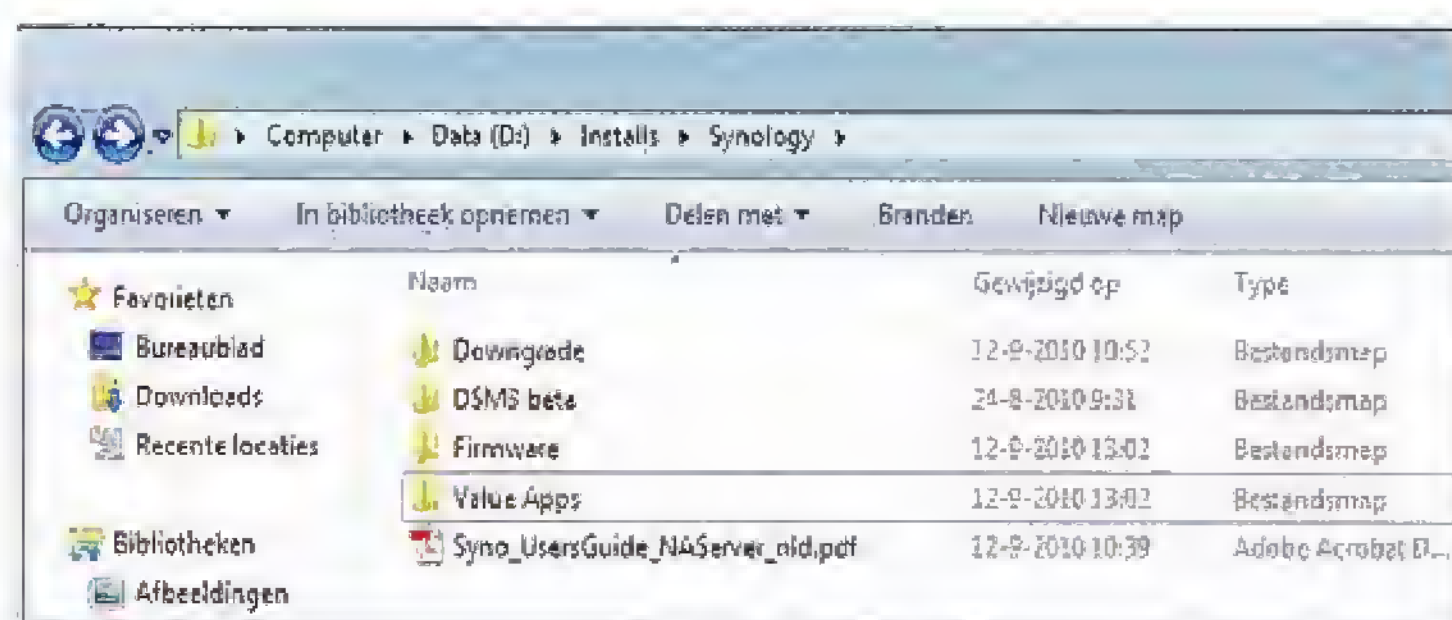 Computer ▸ Data (D:) ▸ Installs ▸ Synology ▸
Organiseren ▾ In bibliotheek opnemen ▾ Delen met ▾ Branden Nieuwe map
Naam Gewijzigd op Type
Favorieten
Bureaublad
Downloads
Recente locaties
Bibliotheken
Afbeeldingen
Downgrade 12-9-2010 10:52 Bestandsmap
DSM3 beta 24-8-2010 9:31 Bestandsmap
Firmware 12-9-2010 13:02 Bestandsmap
Value Apps 12-9-2010 13:02 Bestandsmap
Syno_UsersGuide_NAServer_nld.pdf 12-9-2010 10:39 Adobe Acrobat D...